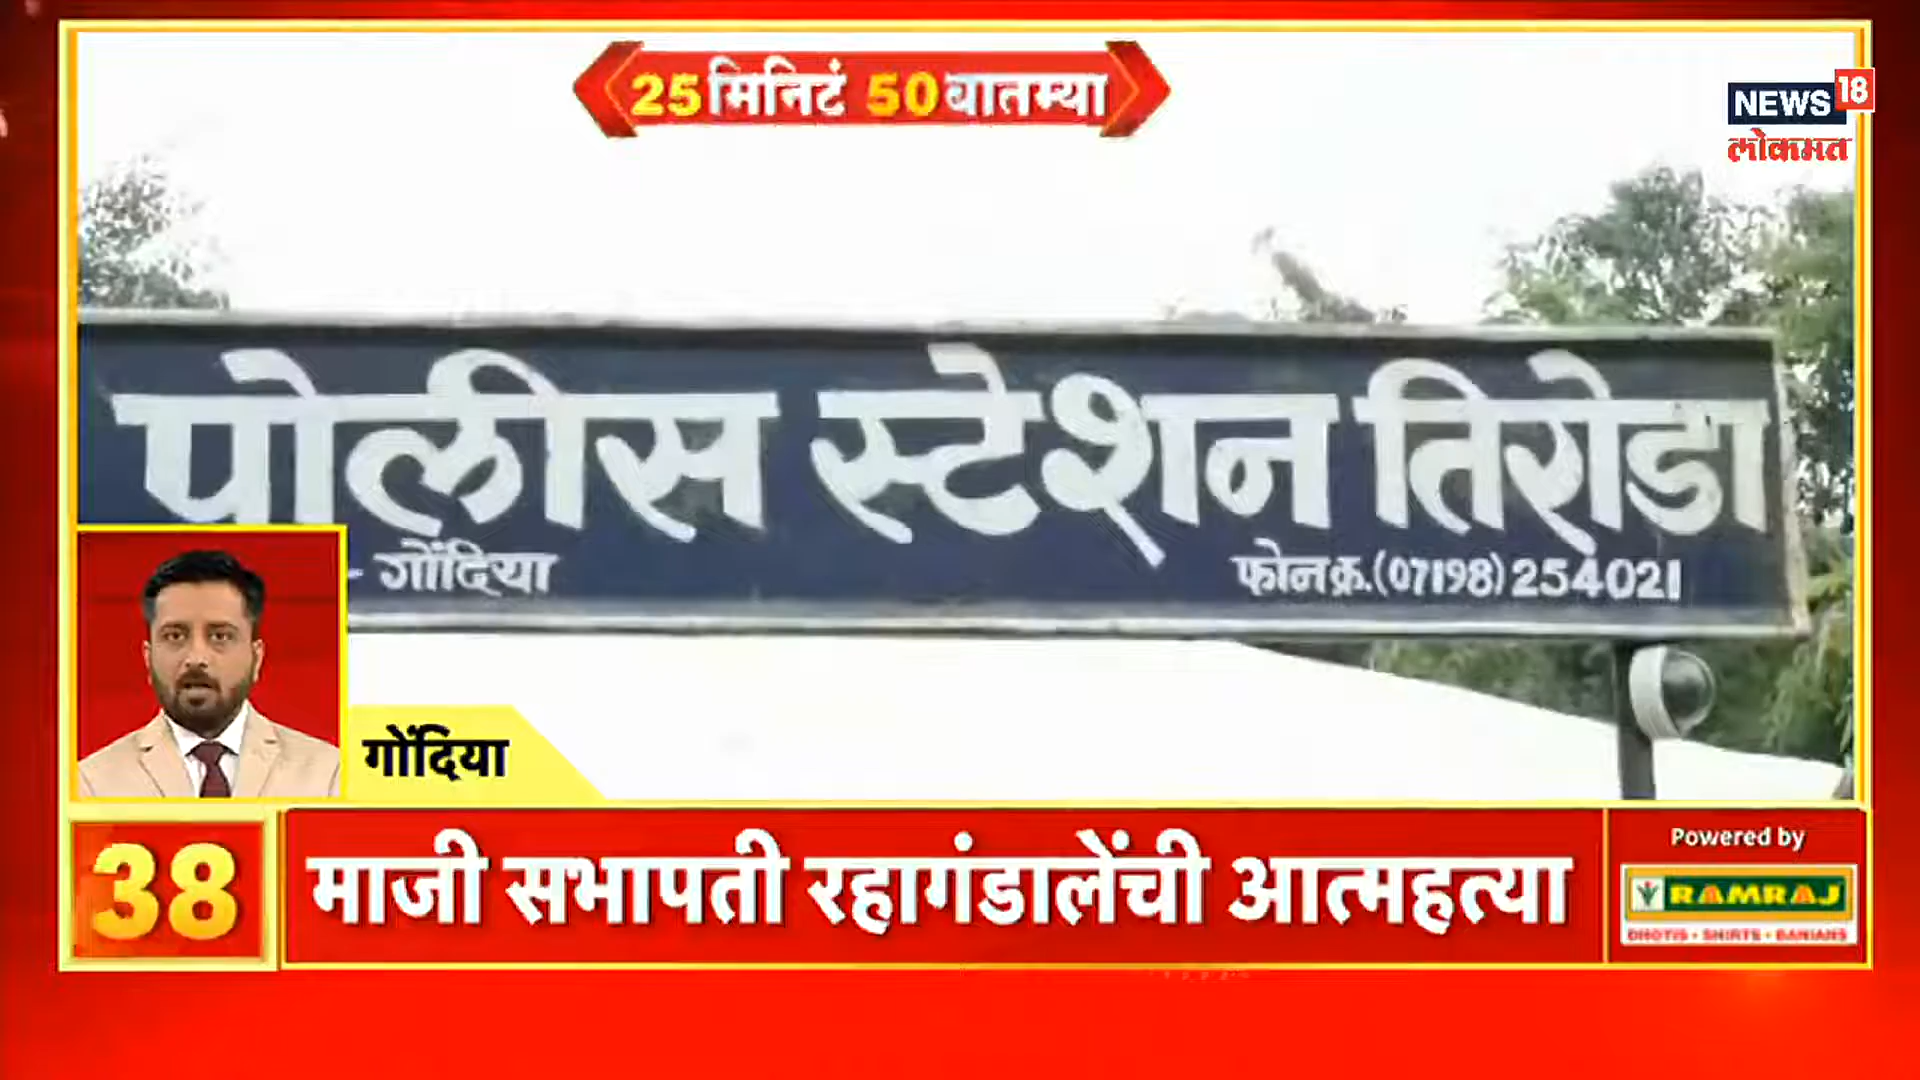 25 मिनिटं 50 बातम्या
NEWS 18
लोकमत
पोलीस स्टेशन तिरोडा
- गोंदिया
फोन क्र.(07198)254021
गोंदिया
38
माजी सभापती रहागंडालेंची आत्महत्या
Powered by
RAMRAJ
DHOTIS • SHIRTS • BANIANS